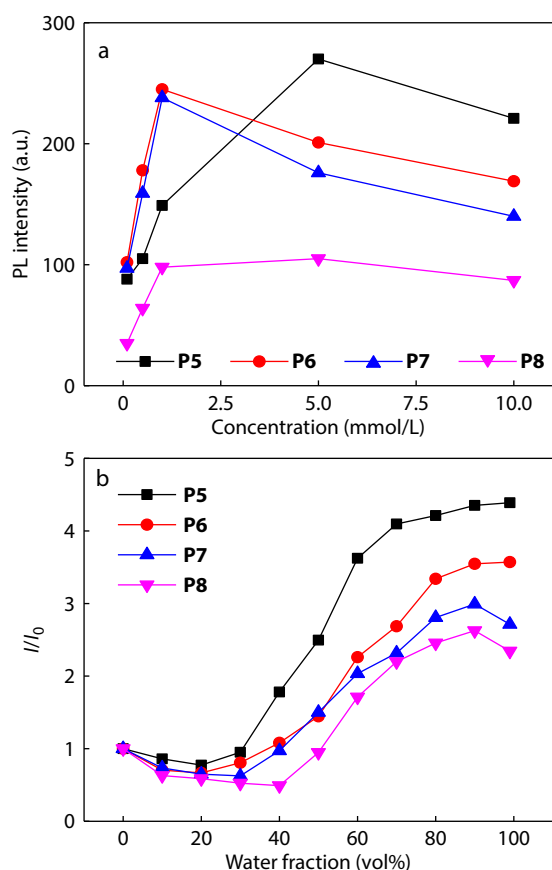 a
PL intensity (a.u.)
300
200
100
0
P5 P6 P7 P8
0 2.5 5.0 7.5 10.0
Concentration (mmol/L)
b
I/I₀
5
4
3
2
1
0
P5
P6
P7
P8
0 20 40 60 80 100
Water fraction (vol%)